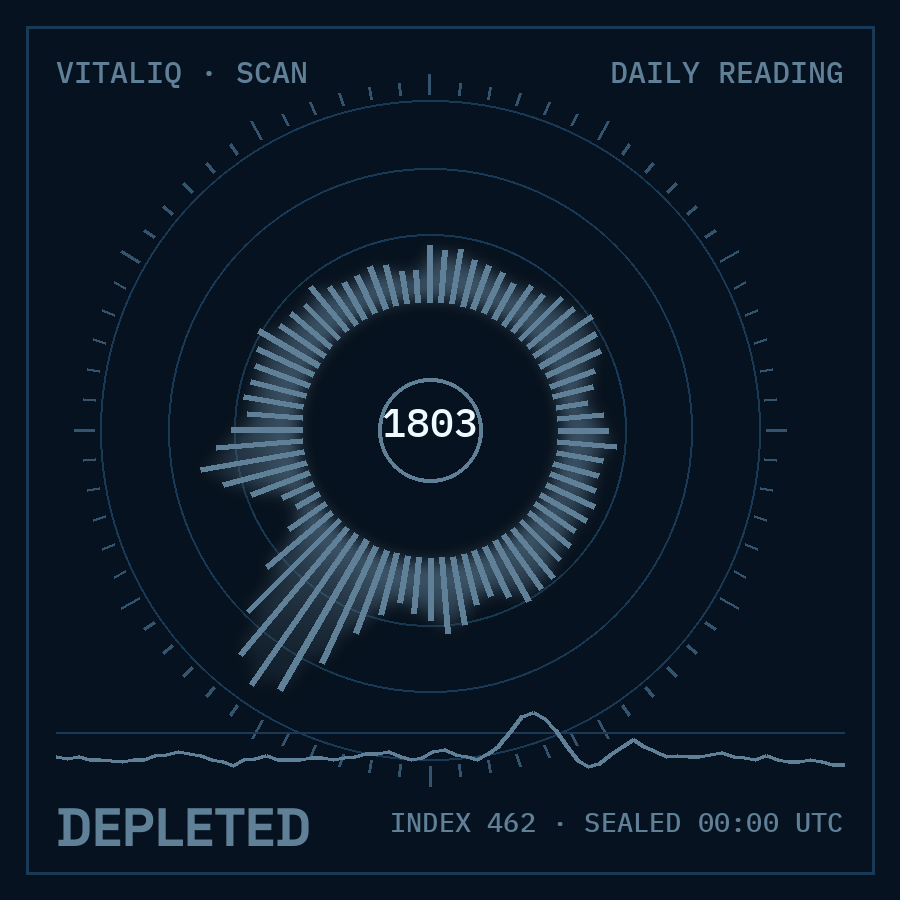 VITALIQ · SCAN
DAILY READING
1803
DEPLETED
INDEX 462 · SEALED 00:00 UTC